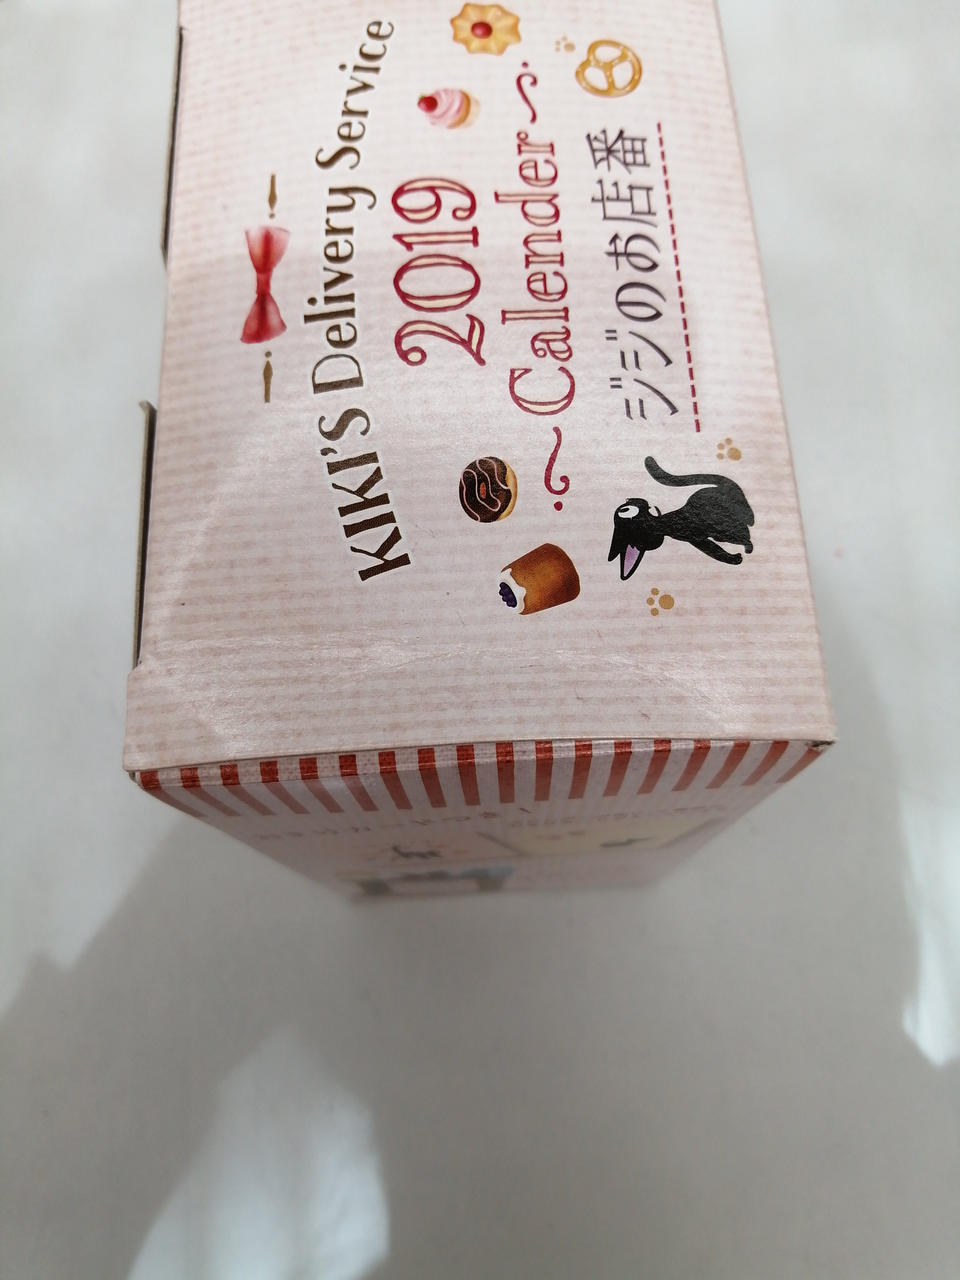 KIKI'S Delivery Service
2019
Calender
ジジのお店番